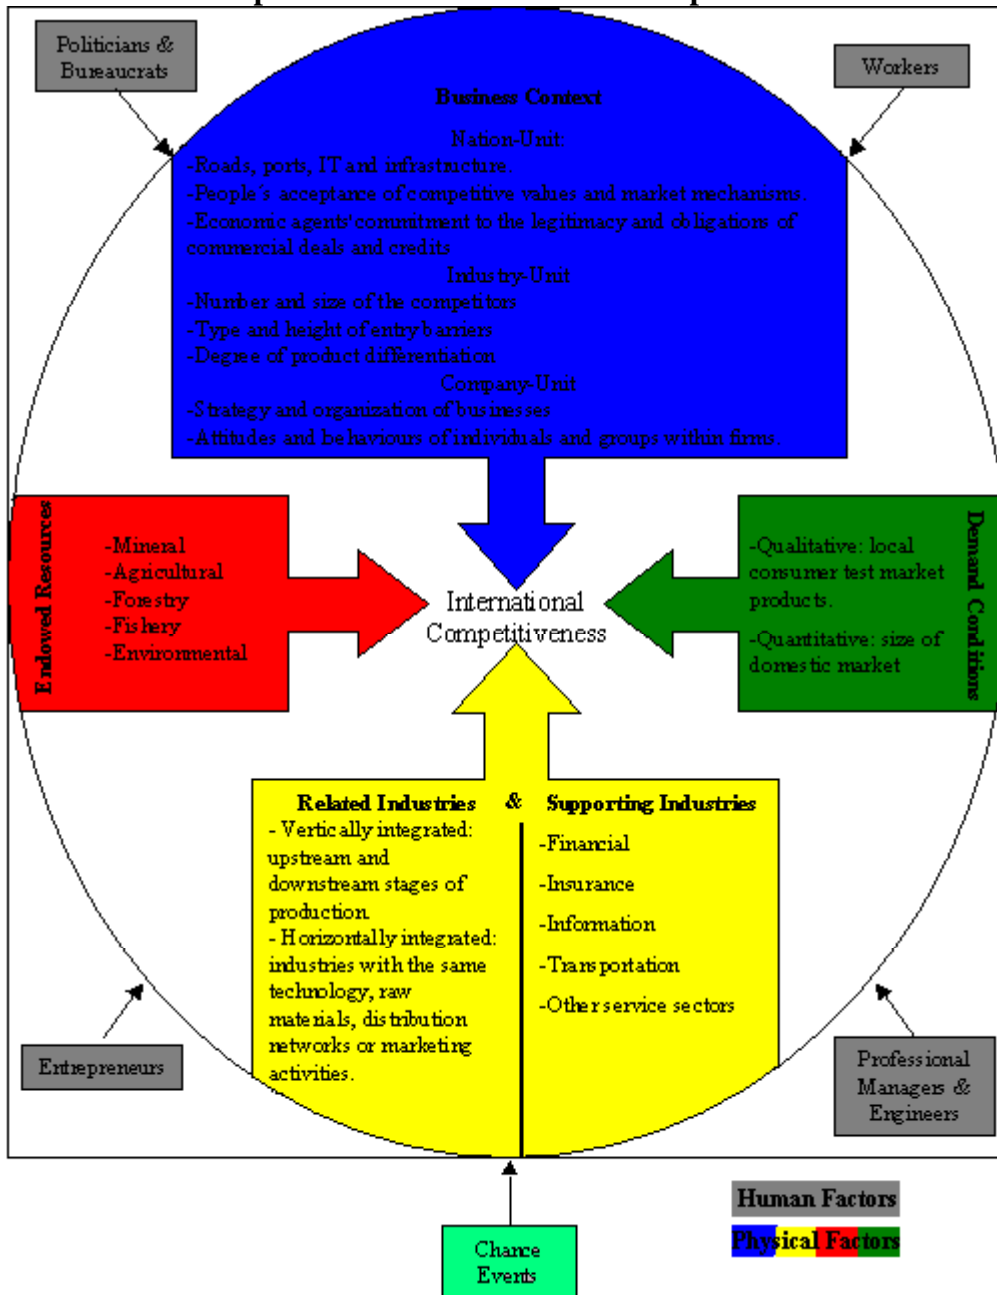 Politicians &
Bureaucrats
Workers
Business Context
Nation-Unit:
-Roads, ports, IT and infrastructure.
-People´s acceptance of competitive values and market mechanisms.
-Economic agents' commitment to the legitimacy and obligations of
commercial deals and credits
Industry-Unit
-Number and size of the competitors
-Type and height of entry barriers
-Degree of product differentiation
Company-Unit
-Strategy and organization of businesses
-Attitudes and behaviours of individuals and groups within firms.
Endowed Resources
-Mineral
-Agricultural
-Forestry
-Fishery
-Environmental
International
Competitiveness
-Qualitative: local
consumer test market
products.
-Quantitative: size of
domestic market
Demand Conditions
Related Industries & Supporting Industries
- Vertically integrated:
upstream and
downstream stages of
production.
- Horizontally integrated:
industries with the same
technology, raw
materials, distribution
networks or marketing
activities.
-Financial
-Insurance
-Information
-Transportation
-Other service sectors
Entrepreneurs
Professional
Managers &
Engineers
Chance
Events
Human Factors
Physical Factors